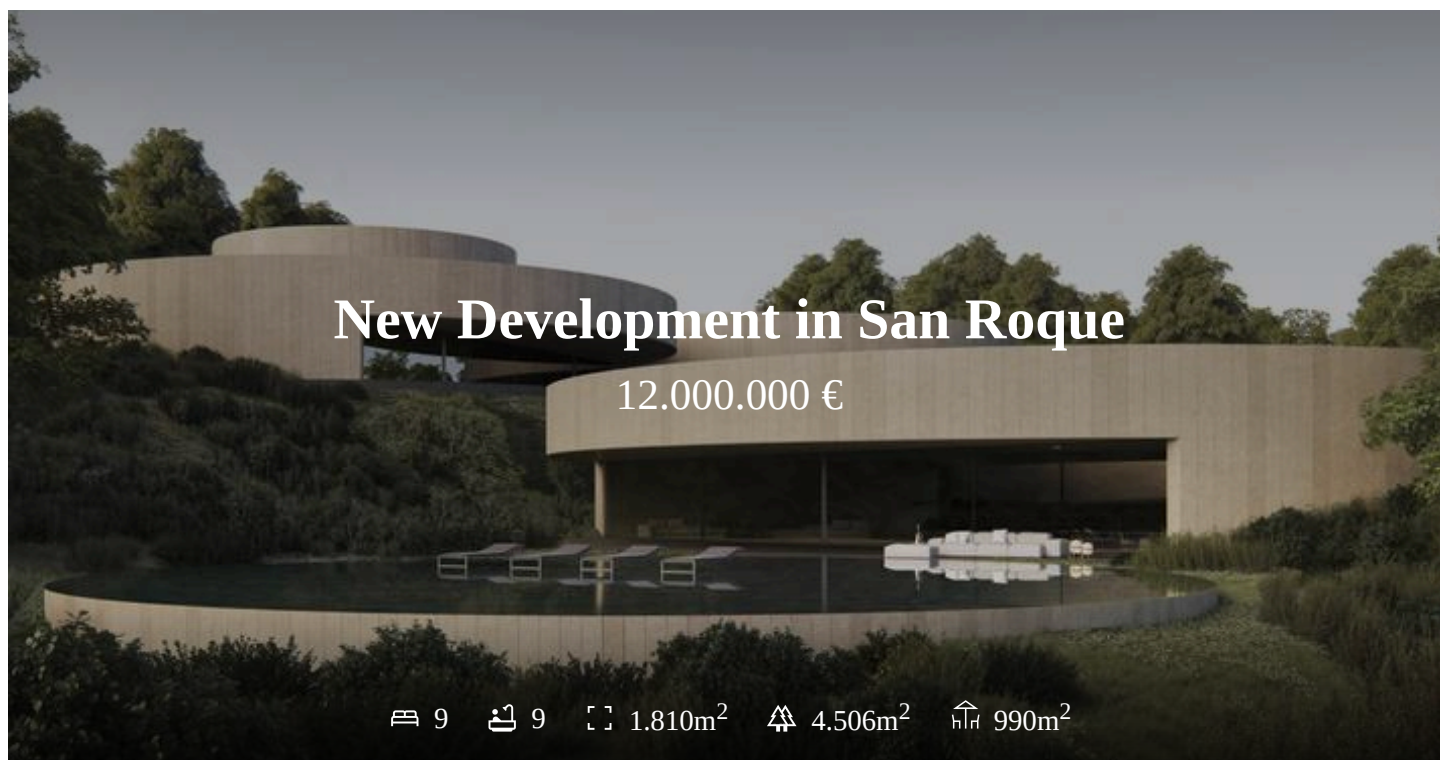 New Development in San Roque
12.000.000 €
9 9 1.810m² 4.506m² 990m²